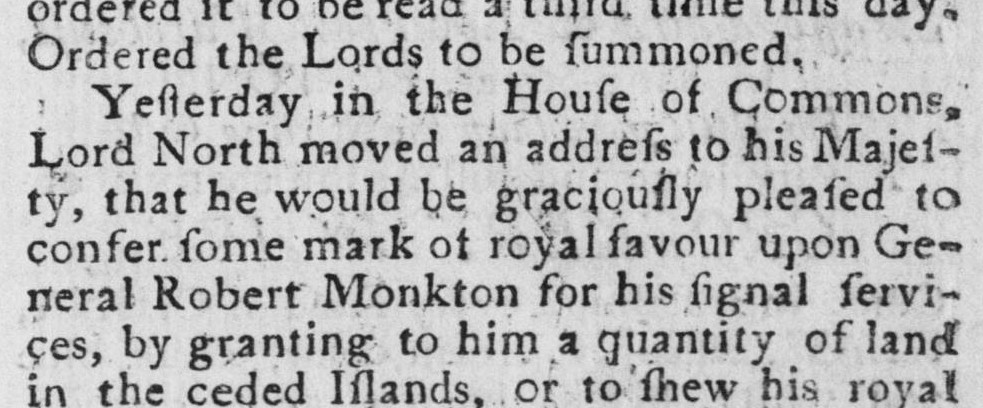 ordered it to be read a third time this day.
Ordered the Lords to be ſummoned.
Yeſterday in the Houſe of Commons,
Lord North moved an addreſs to his Majeſ-
ty, that he would be graciouſly pleaſed to
confer ſome mark of royal favour upon Ge-
neral Robert Monkton for his ſignal ſervi-
ces, by granting to him a quantity of land
in the ceded Iſlands, or to ſhew his royal